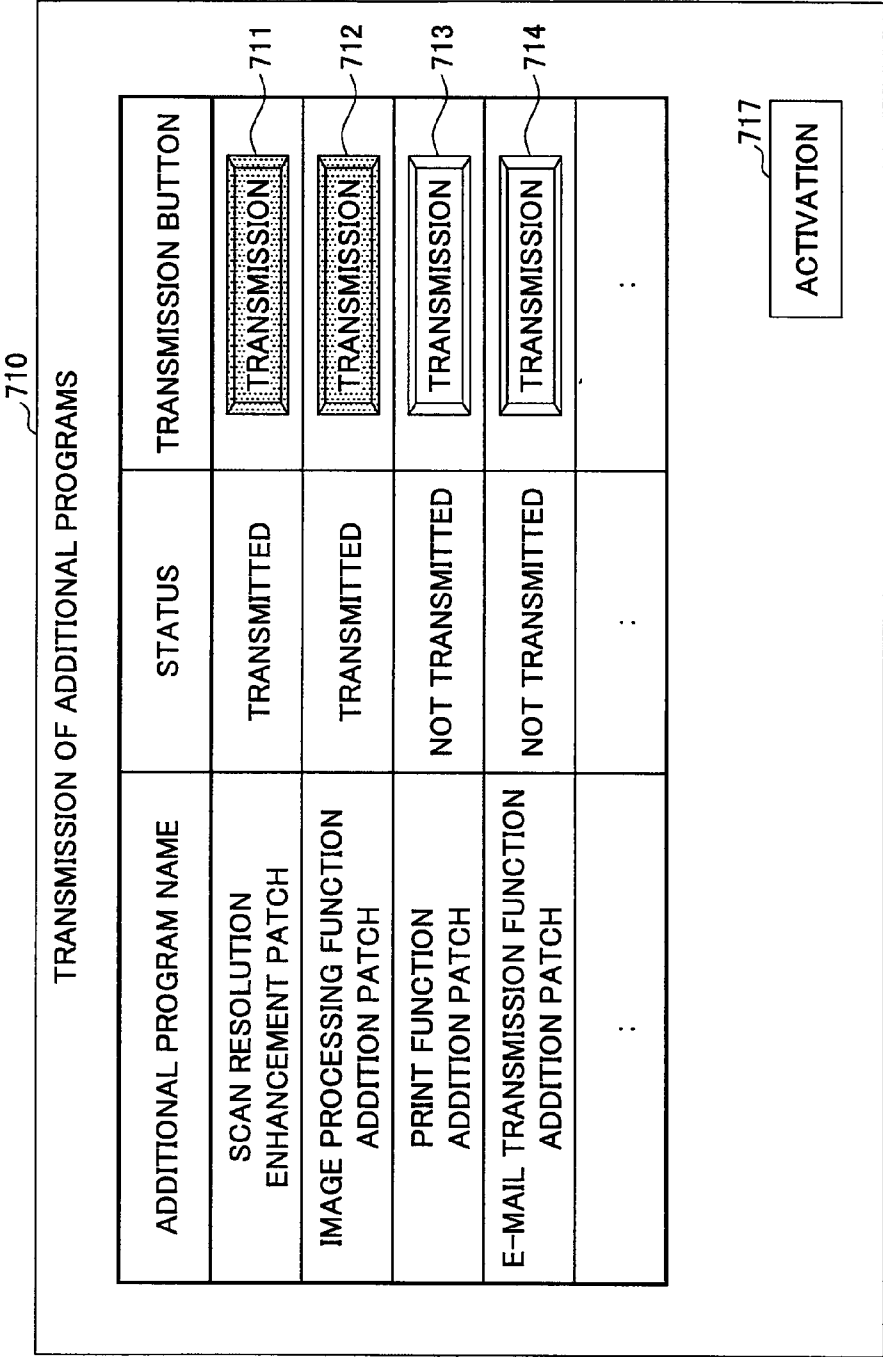 710
TRANSMISSION OF ADDITIONAL PROGRAMS
ADDITIONAL PROGRAM NAME
STATUS
TRANSMISSION BUTTON
SCAN RESOLUTION
ENHANCEMENT PATCH
TRANSMITTED
TRANSMISSION
711
IMAGE PROCESSING FUNCTION
ADDITION PATCH
TRANSMITTED
TRANSMISSION
712
PRINT FUNCTION
ADDITION PATCH
NOT TRANSMITTED
TRANSMISSION
713
E-MAIL TRANSMISSION FUNCTION
ADDITION PATCH
NOT TRANSMITTED
TRANSMISSION
714
:
:
:
717
ACTIVATION